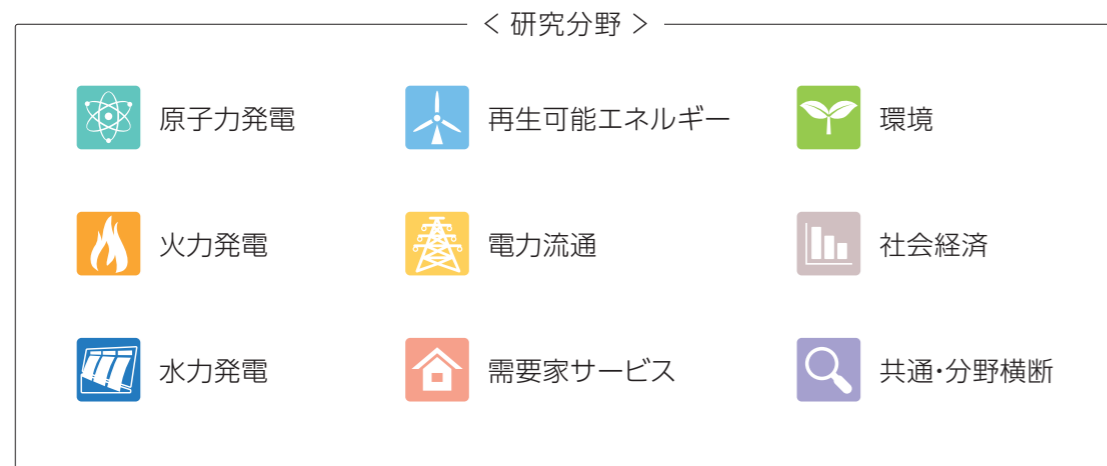 < 研究分野 >
原子力発電
再生可能エネルギー
環境
火力発電
電力流通
社会経済
水力発電
需要家サービス
共通・分野横断